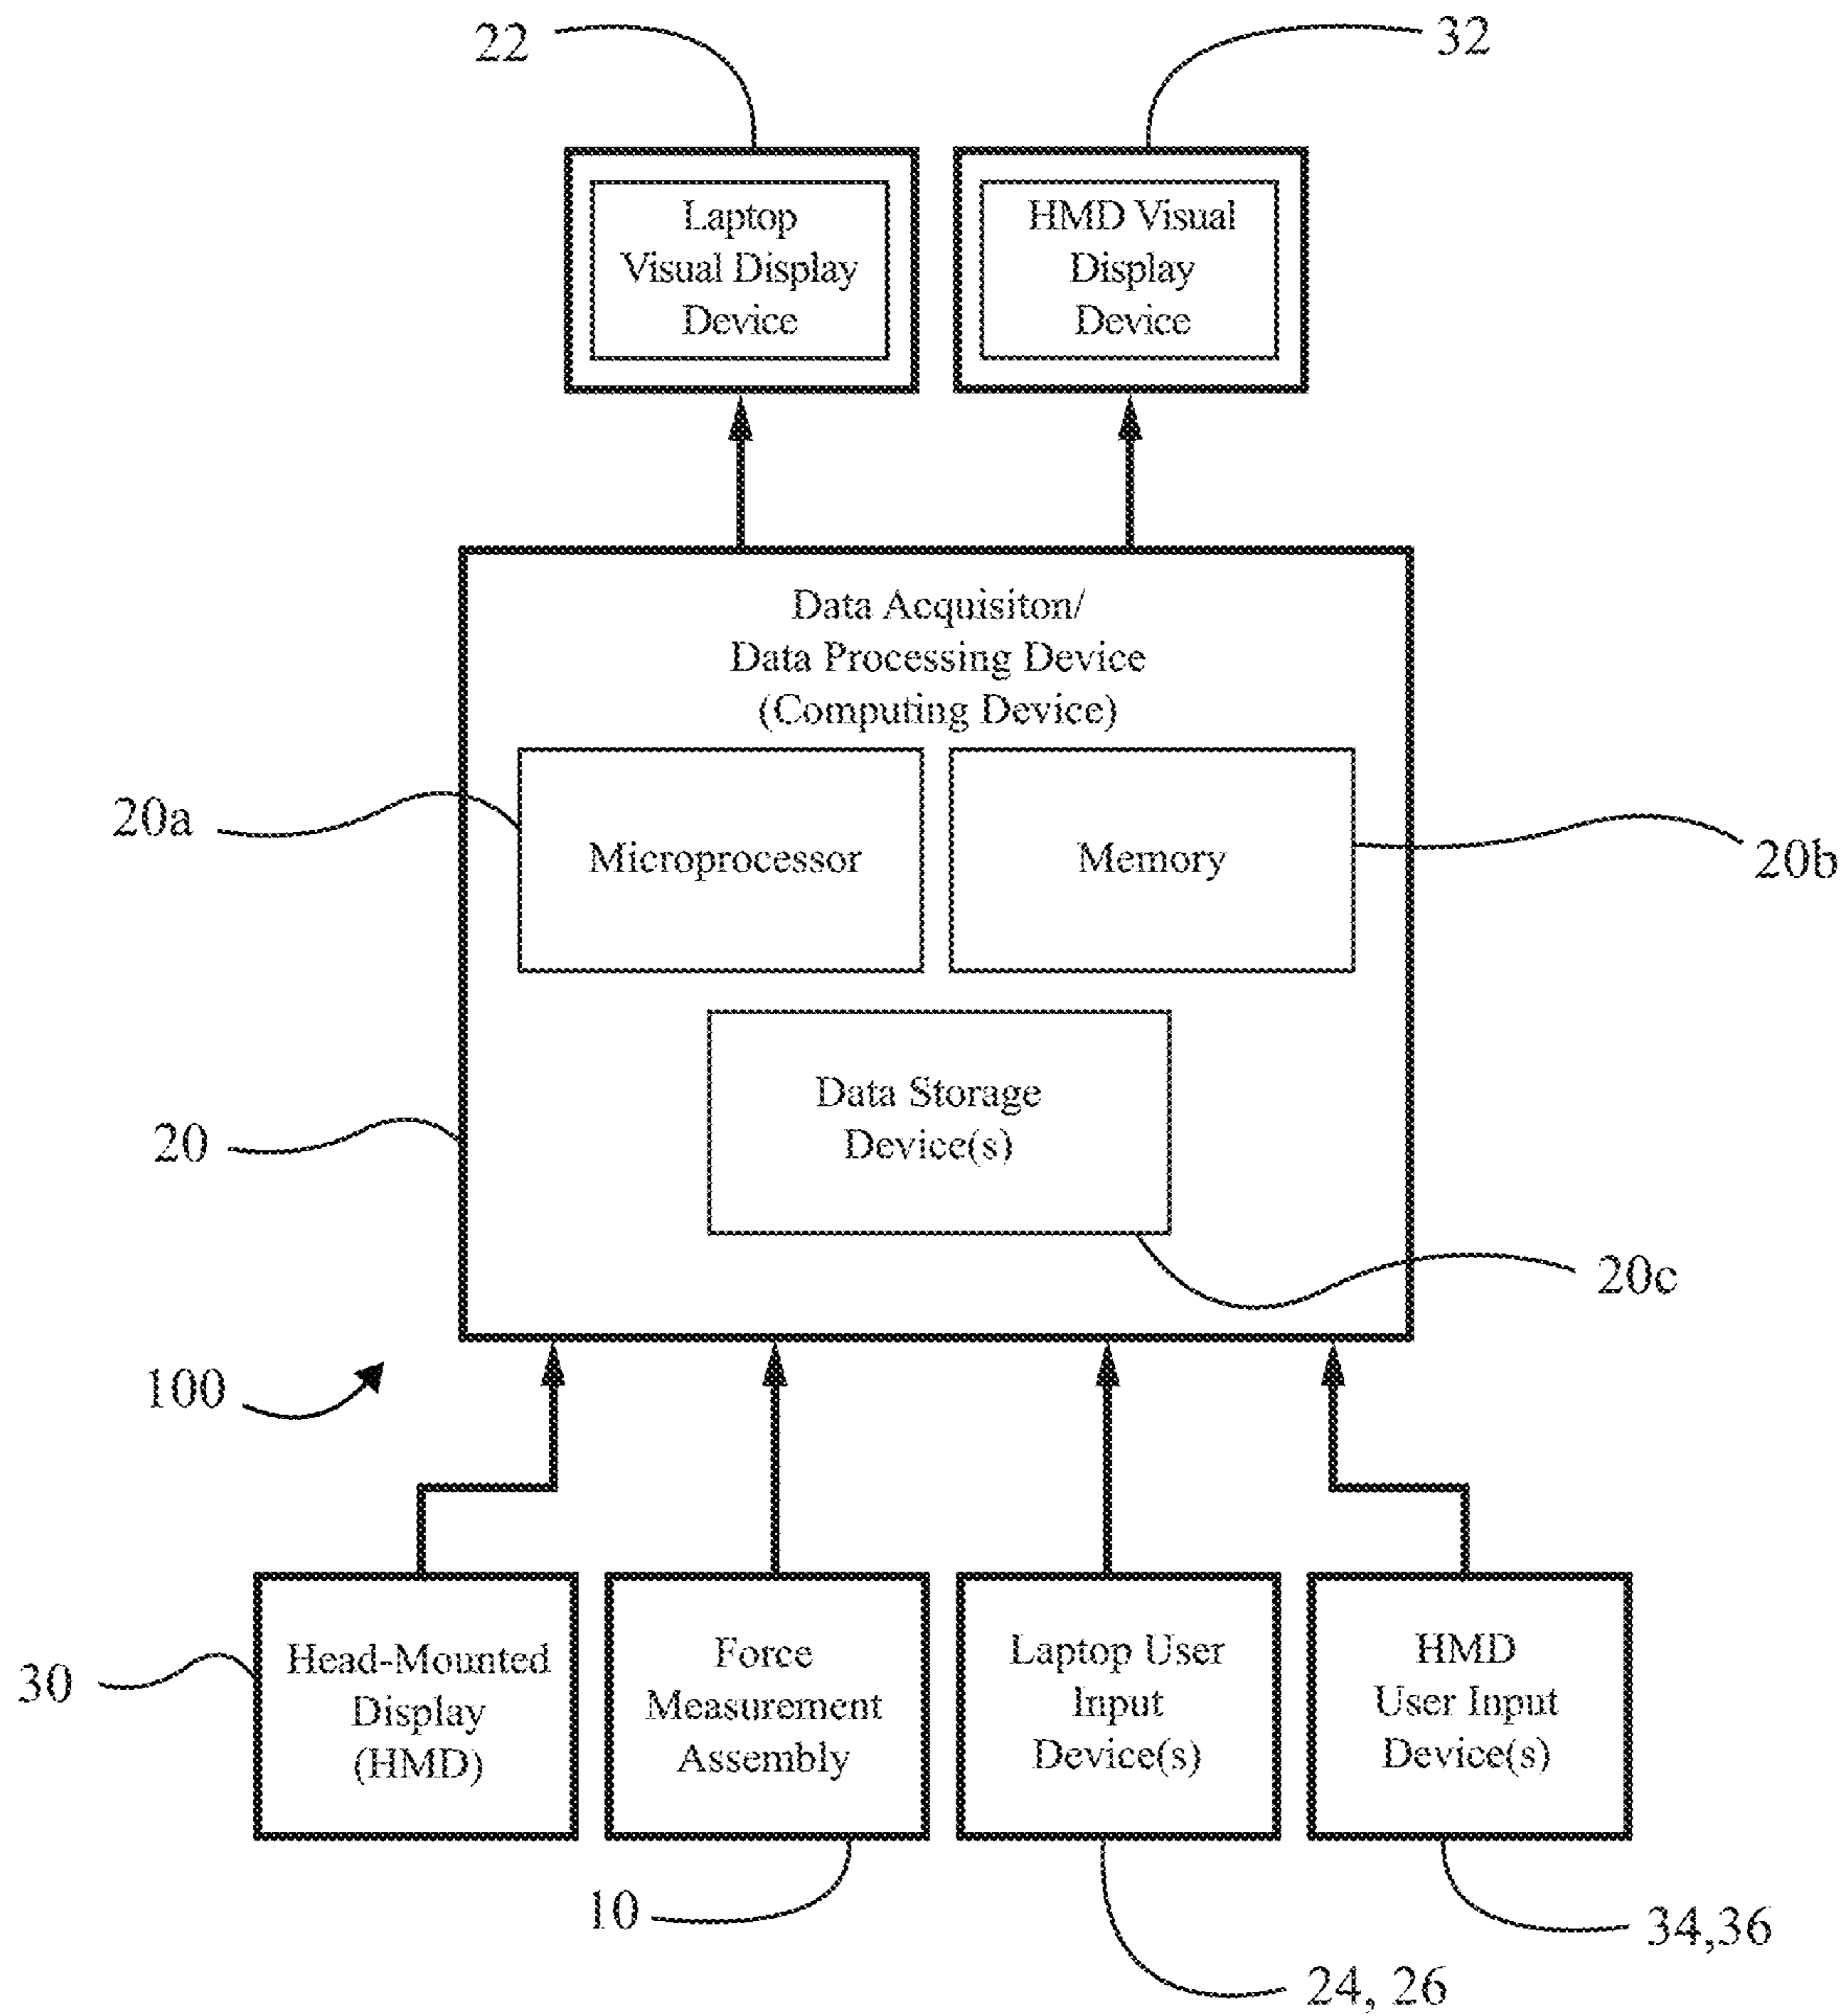 22
32
Laptop
Visual Display
Device
HMD Visual
Display
Device
Data Acquisiton/
Data Processing Device
(Computing Device)
20a
Microprocessor
Memory
20b
Data Storage
Device(s)
20
20c
100
30
Head-Mounted
Display
(HMD)
Force
Measurement
Assembly
Laptop User
Input
Device(s)
HMD
User Input
Device(s)
10
34,36
24, 26